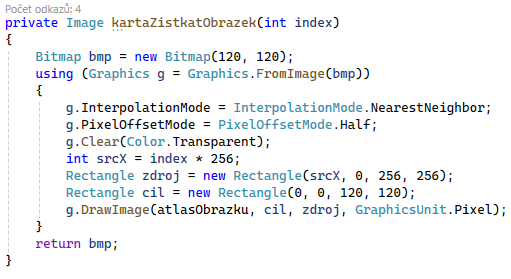 Počet odkazů: 4
private Image kartaZistkatObrazek(int index)
{
    Bitmap bmp = new Bitmap(120, 120);
    using (Graphics g = Graphics.FromImage(bmp))
    {
        g.InterpolationMode = InterpolationMode.NearestNeighbor;
        g.PixelOffsetMode = PixelOffsetMode.Half;
        g.Clear(Color.Transparent);
        int srcX = index * 256;
        Rectangle zdroj = new Rectangle(srcX, 0, 256, 256);
        Rectangle cil = new Rectangle(0, 0, 120, 120);
        g.DrawImage(atlasObrazku, cil, zdroj, GraphicsUnit.Pixel);
    }
    return bmp;
}